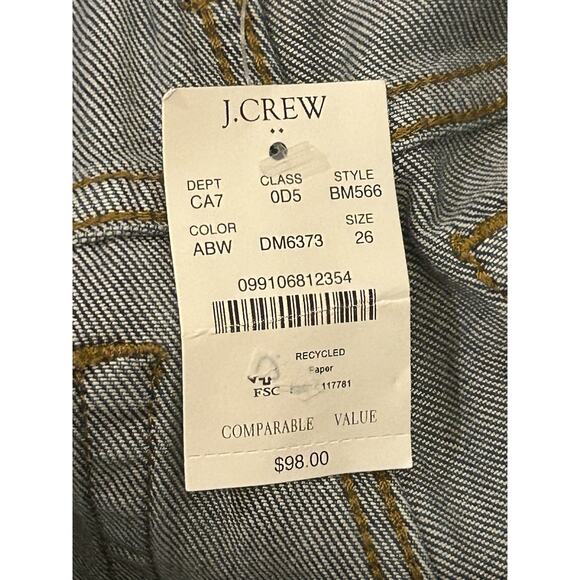 J.CREW
DEPT CLASS STYLE
CA7 0D5 BM566
COLOR SIZE
ABW DM6373 26
099106812354
RECYCLED
Paper
FSC 117781
COMPARABLE VALUE
$98.00